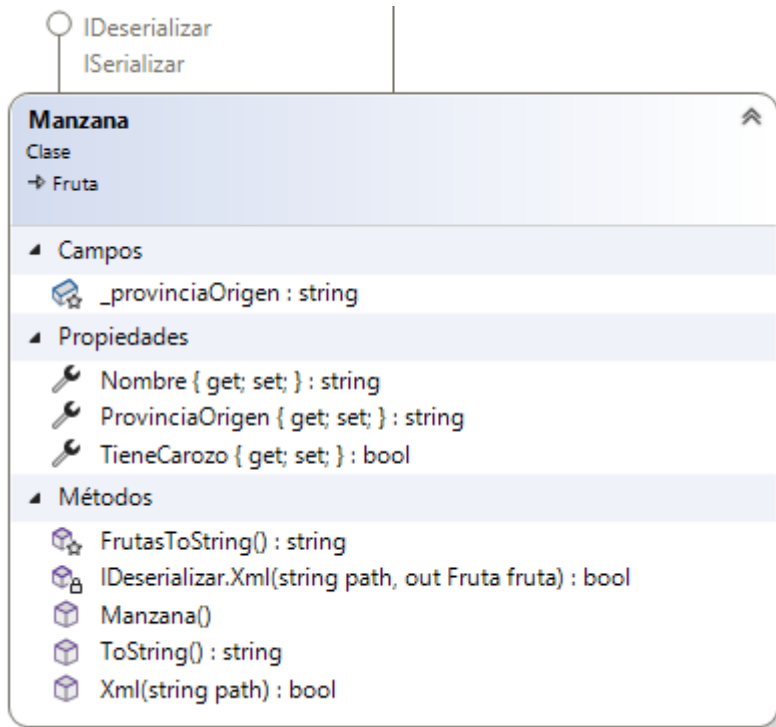 IDeserializar
ISerializar
Manzana
Clase
Fruta
Campos
_provinciaOrigen : string
Propiedades
Nombre { get; set; } : string
ProvinciaOrigen { get; set; } : string
TieneCarozo { get; set; } : bool
Métodos
FrutasToString() : string
IDeserializar.Xml(string path, out Fruta fruta) : bool
Manzana()
ToString() : string
Xml(string path) : bool